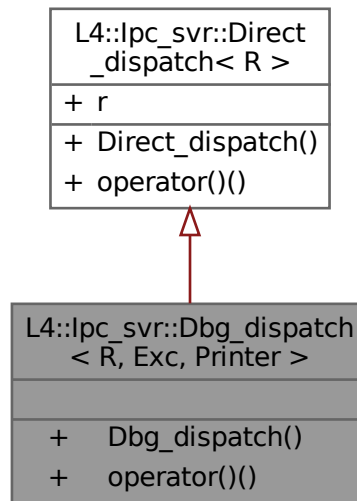 L4::Ipc_svr::Direct
_dispatch< R >
+ r
+ Direct_dispatch()
+ operator()()
L4::Ipc_svr::Dbg_dispatch
< R, Exc, Printer >
+ Dbg_dispatch()
+ operator()()